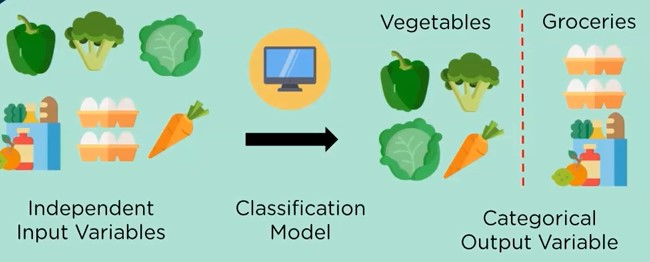 Vegetables
Groceries
Independent
Input Variables
Classification
Model
Categorical
Output Variable